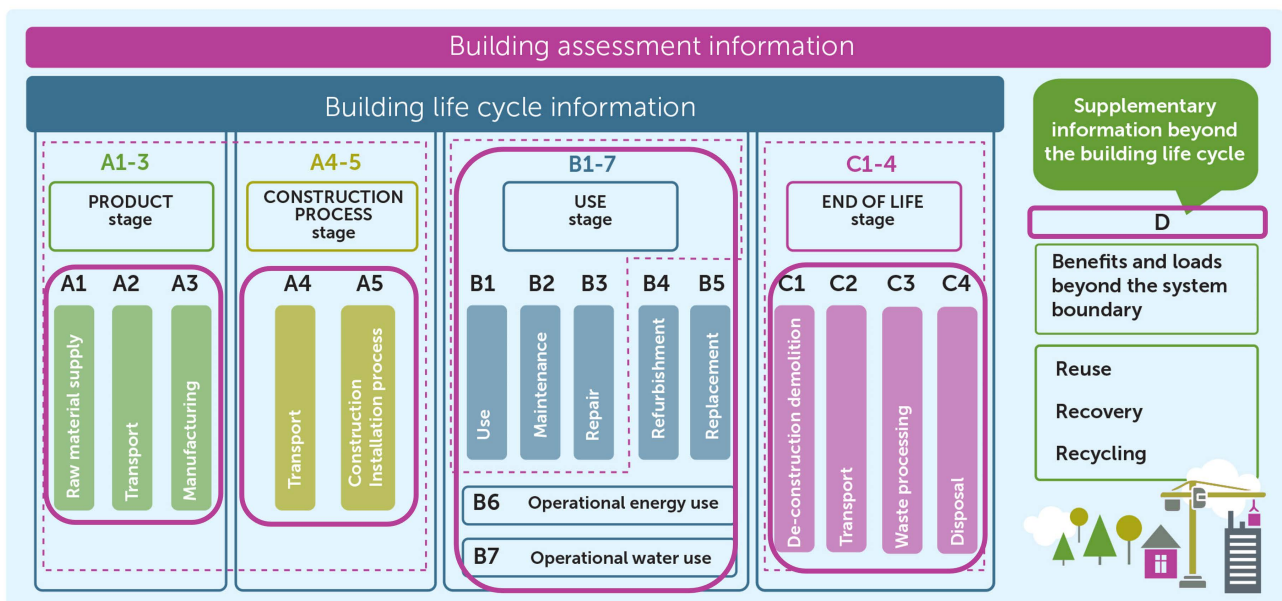 Building assessment information
Building life cycle information
Supplementary
information beyond
the building life cycle
A1-3
PRODUCT
stage
A1
A2
A3
Raw material supply
Transport
Manufacturing
A4-5
CONSTRUCTION
PROCESS
stage
A4
A5
Transport
Construction
Installation process
B1-7
USE
stage
B1
B2
B3
B4
B5
Use
Maintenance
Repair
Refurbishment
Replacement
B6 Operational energy use
B7 Operational water use
C1-4
END OF LIFE
stage
C1
C2
C3
C4
De-construction demolition
Transport
Waste processing
Disposal
D
Benefits and loads
beyond the system
boundary
Reuse
Recovery
Recycling